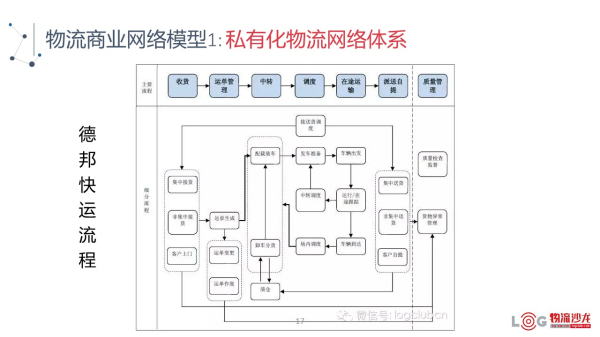 物流商业网络模型1: 私有化物流网络体系
德邦快运流程
主要流程
收货
运单管理
中转
调度
在途运输
派送自提
质量管理
细分流程
接送货调度
配载装车
发车准备
车辆出发
质量检查监督
集中接货
集中送货
中转调度
运行/在途跟踪
非集中接货
运单生成
非集中送货
货物异常管理
卸车分货
场内调度
车辆到达
客户上门
运单变更
客户自提
运单作废
落仓
微信号: logclub.cn
17
LOG 物流沙龙